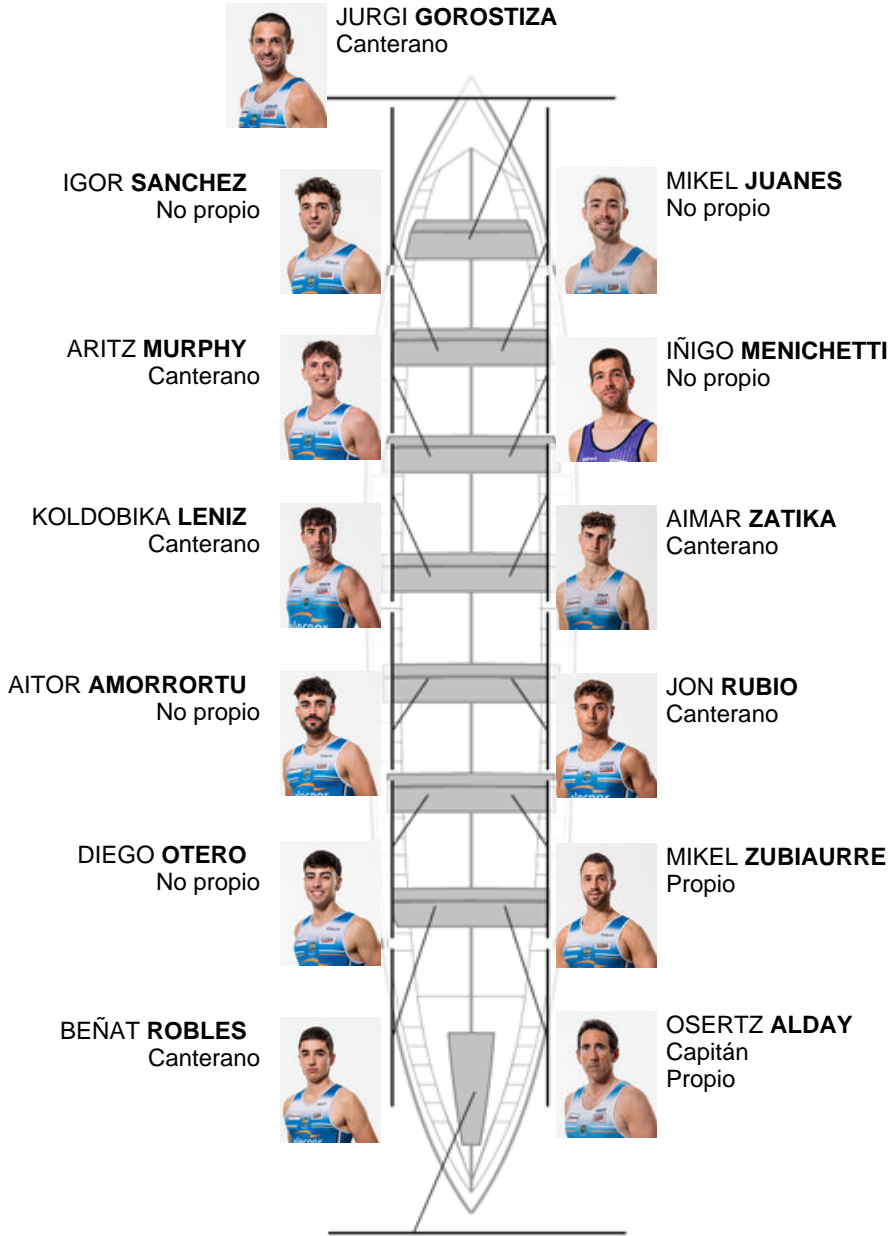 JURGI GOROSTIZA
Canterano
IGOR SANCHEZ
No propio
MIKEL JUANES
No propio
ARITZ MURPHY
Canterano
IÑIGO MENICHETTI
No propio
KOLDOBIKA LENIZ
Canterano
AIMAR ZATIKA
Canterano
AITOR AMORRORTU
No propio
JON RUBIO
Canterano
DIEGO OTERO
No propio
MIKEL ZUBIAURRE
Propio
BEÑAT ROBLES
Canterano
OSERTZ ALDAY
Capitán
Propio